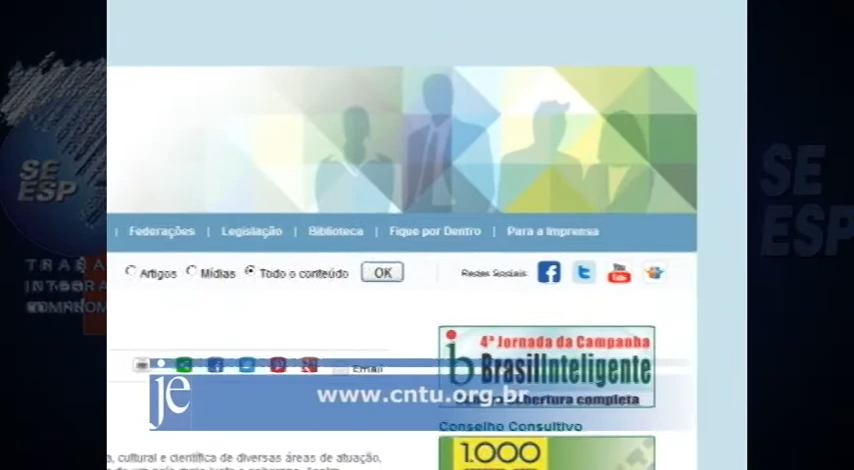 SE
ESP
SE
ESP
Federações | Legislação | Biblioteca | Fique por Dentro | Para a Imprensa
Artigos Mídias Todo o conteúdo OK Redes Sociais
You
Tube
4ª Jornada da Campanha
BrasilInteligente
cobertura completa
Email
je
www.cntu.org.br
Conselho Consultivo
1.000
, cultural e científica de diversas áreas de atuação,